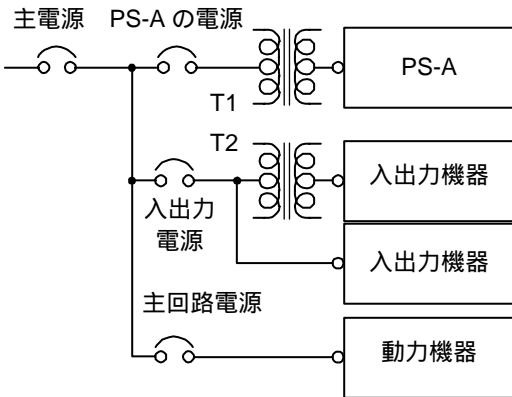 主電源
PS-A の電源
PS-A
T1
T2
入出力機器
入出力
電源
入出力機器
主回路電源
動力機器